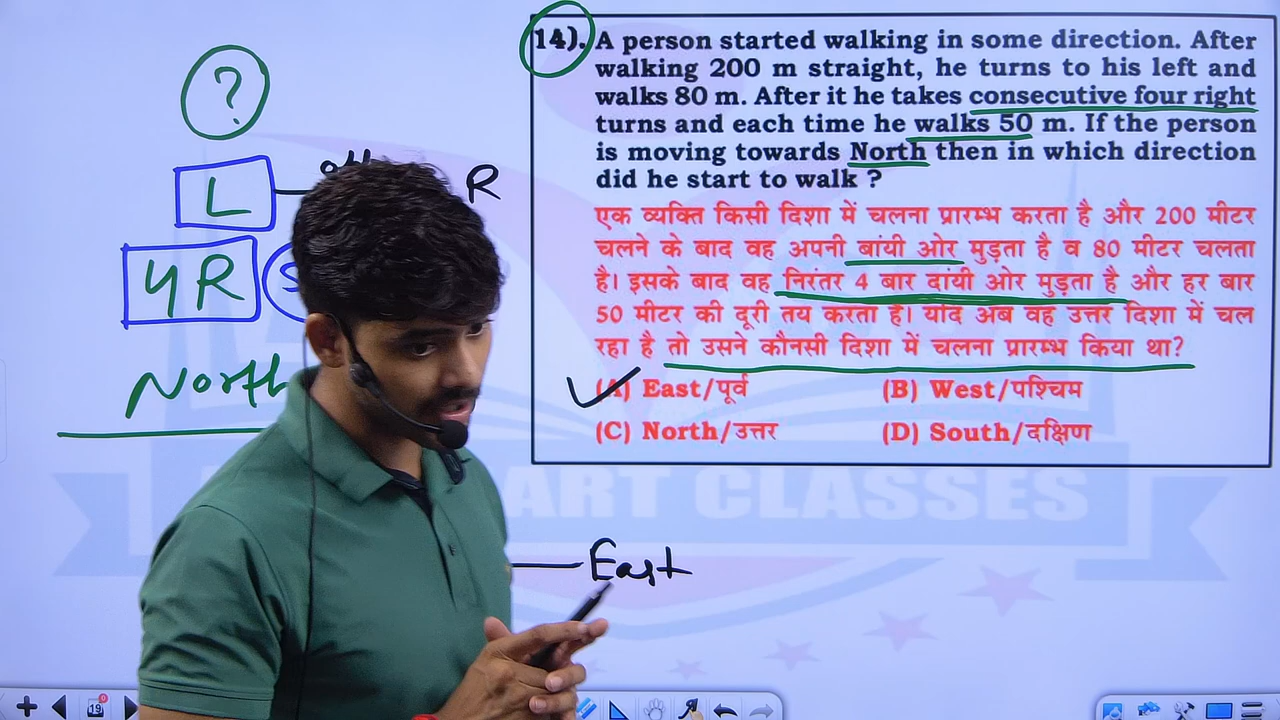 ?
L
R
4R
North
14). A person started walking in some direction. After
walking 200 m straight, he turns to his left and
walks 80 m. After it he takes consecutive four right
turns and each time he walks 50 m. If the person
is moving towards North then in which direction
did he start to walk ?
एक व्यक्ति किसी दिशा में चलना प्रारम्भ करता है और 200 मीटर
चलने के बाद वह अपनी बांयी ओर मुड़ता है व 80 मीटर चलता
है। इसके बाद वह निरंतर 4 बार दांयी ओर मुड़ता है और हर बार
50 मीटर की दूरी तय करता है। यदि अब वह उत्तर दिशा में चल
रहा है तो उसने कौनसी दिशा में चलना प्रारम्भ किया था?
(A) East/पूर्व (B) West/पश्चिम
(C) North/उत्तर (D) South/दक्षिण
ART CLASSES
East
19